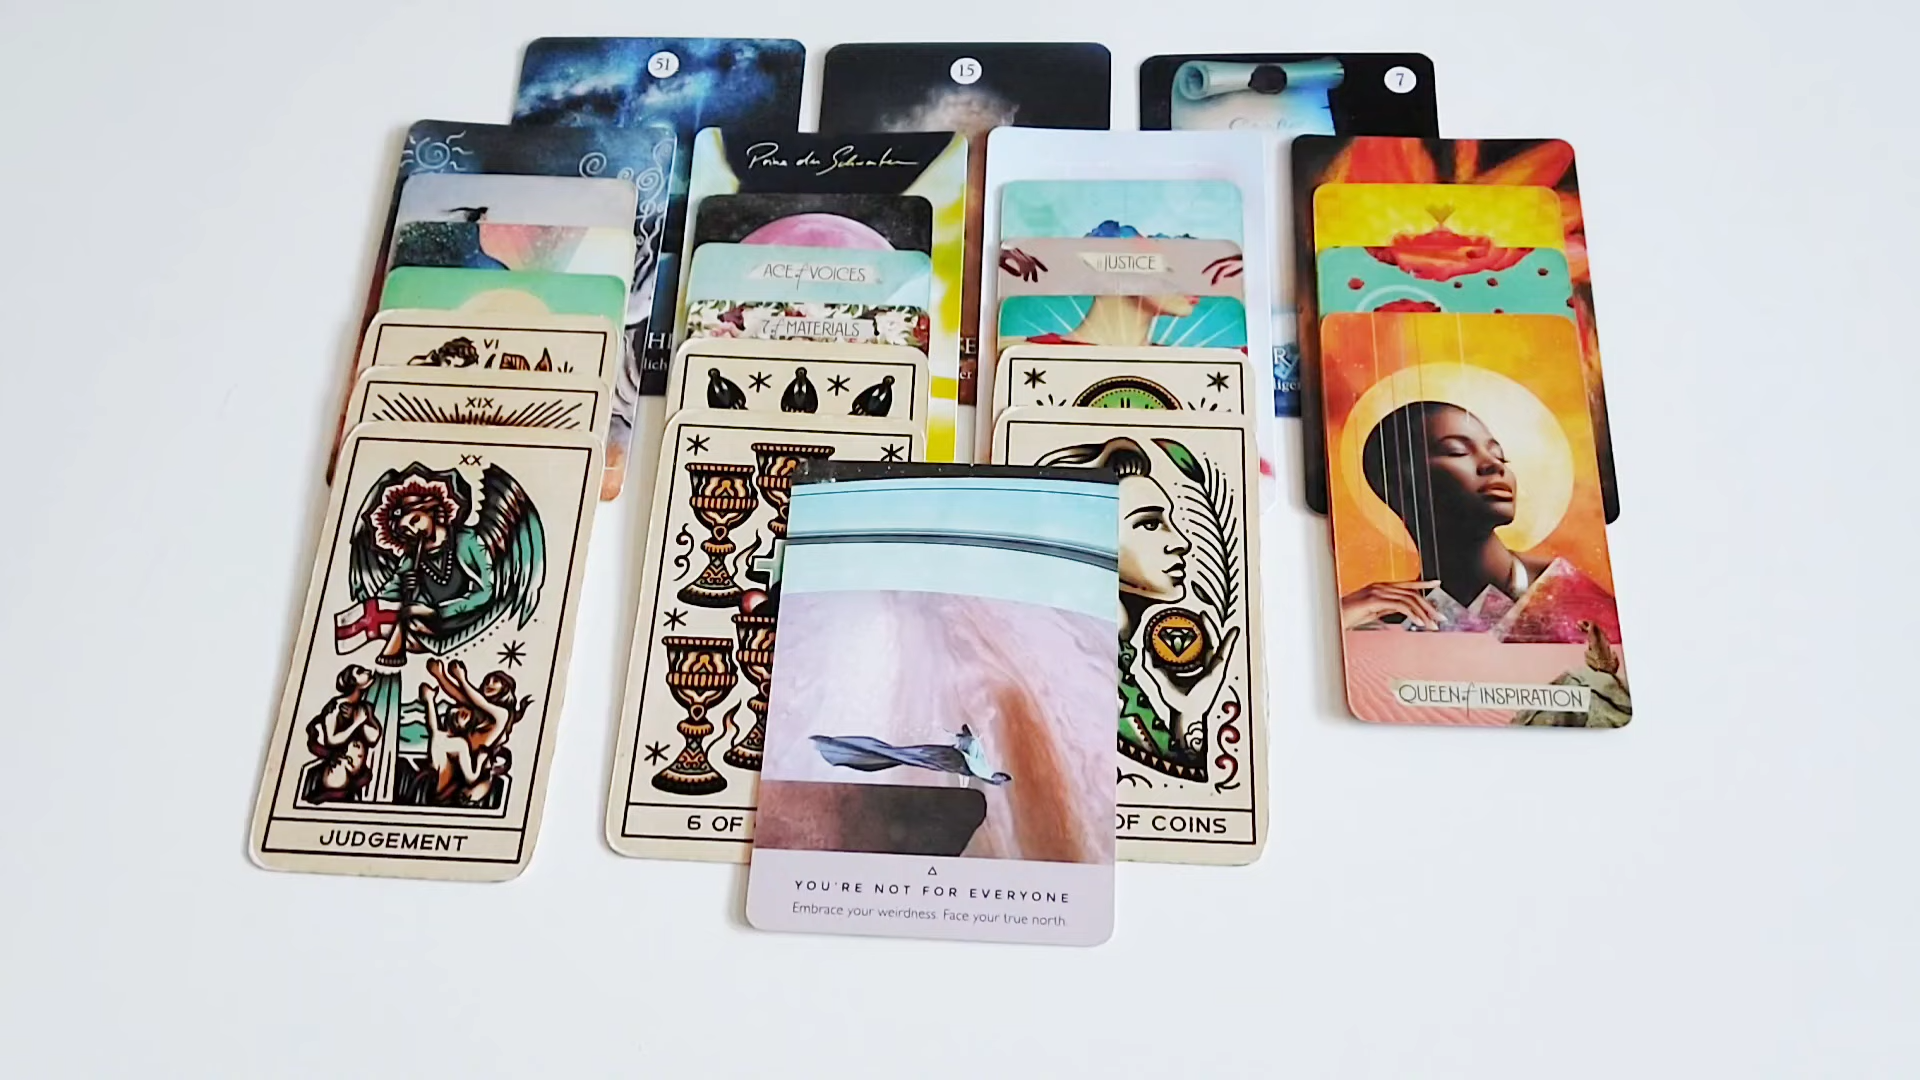 51
15
7
ACE of VOICES
JUSTICE
7 of MATERIALS
VI
XIX
XX
JUDGEMENT
6 OF
OF COINS
QUEEN of INSPIRATION
YOU'RE NOT FOR EVERYONE
Embrace your weirdness. Face your true north.